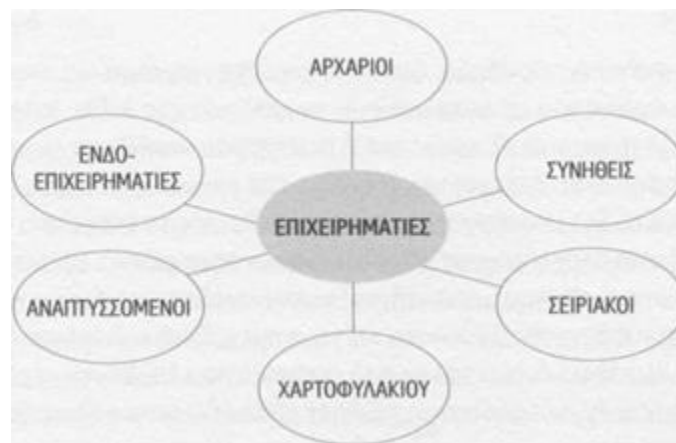 ΑΡΧΑΡΙΟΙ
ΕΝΔΟ-
ΕΠΙΧΕΙΡΗΜΑΤΙΕΣ
ΣΥΝΗΘΕΙΣ
ΕΠΙΧΕΙΡΗΜΑΤΙΕΣ
ΑΝΑΠΤΥΣΣΟΜΕΝΟΙ
ΣΕΙΡΙΑΚΟΙ
ΧΑΡΤΟΦΥΛΑΚΙΟΥ